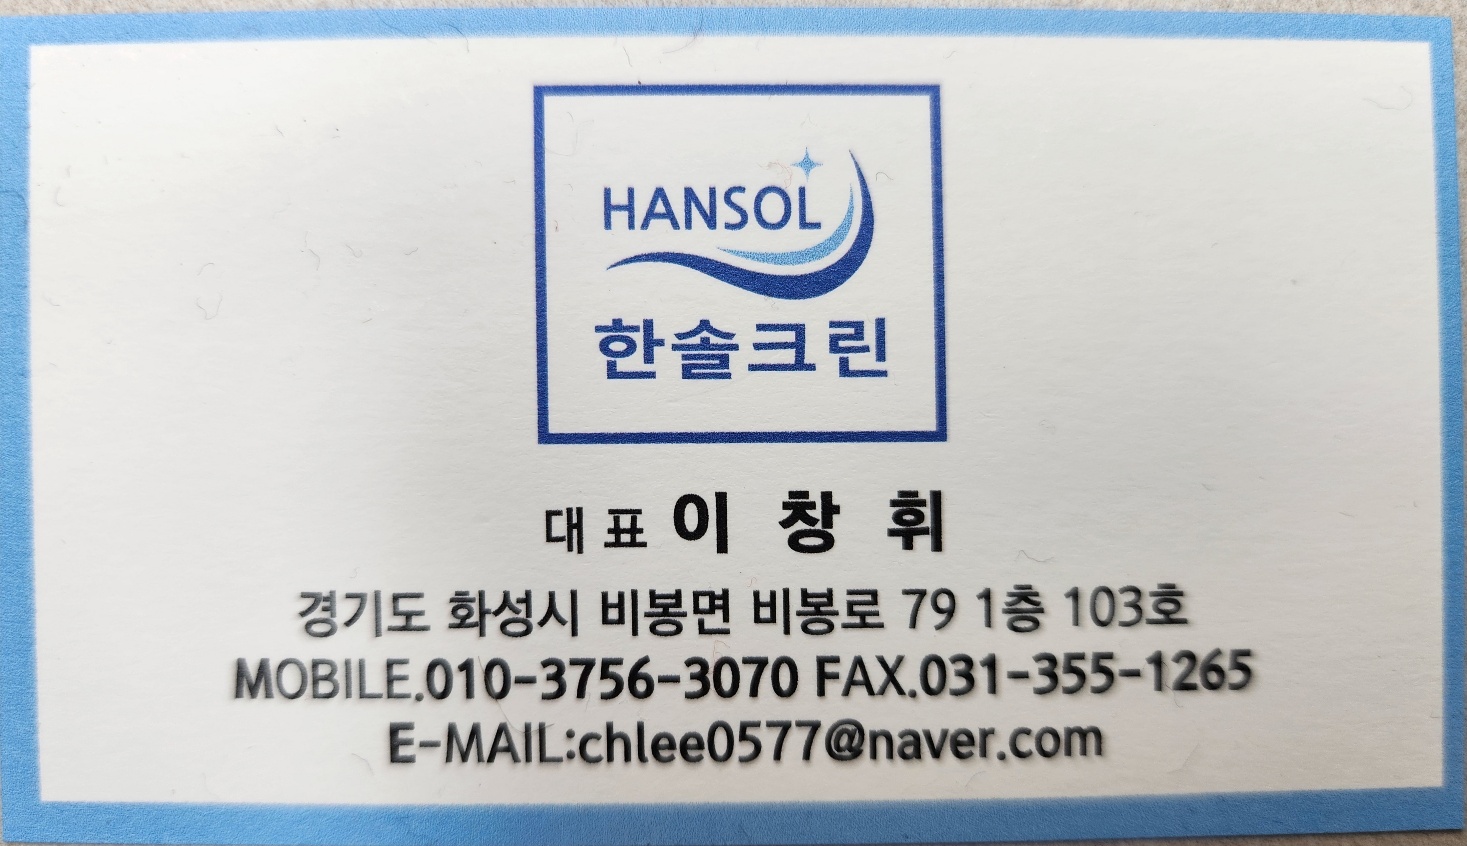 HANSOL
한솔크린
대표 이 창 휘
경기도 화성시 비봉면 비봉로 79 1층 103호
MOBILE.010-3756-3070 FAX.031-355-1265
E-MAIL:chlee0577@naver.com